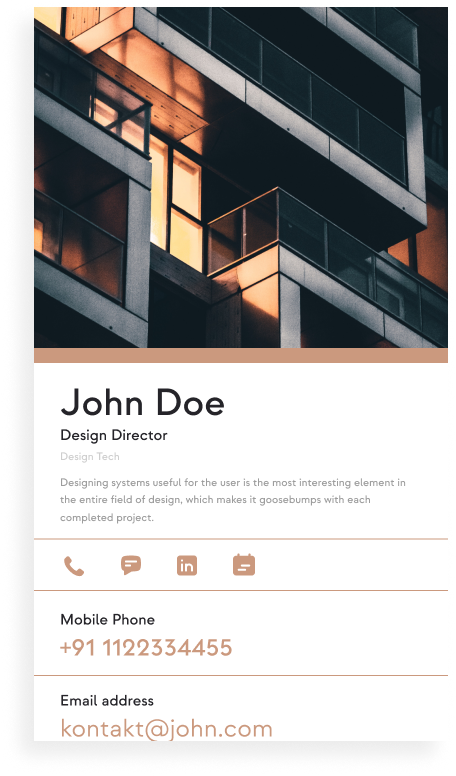 John Doe
Design Director
Design Tech
Designing systems useful for the user is the most interesting element in
the entire field of design, which makes it goosebumps with each
completed project.
in
Mobile Phone
+91 1122334455
Email address
kontakt@john.com